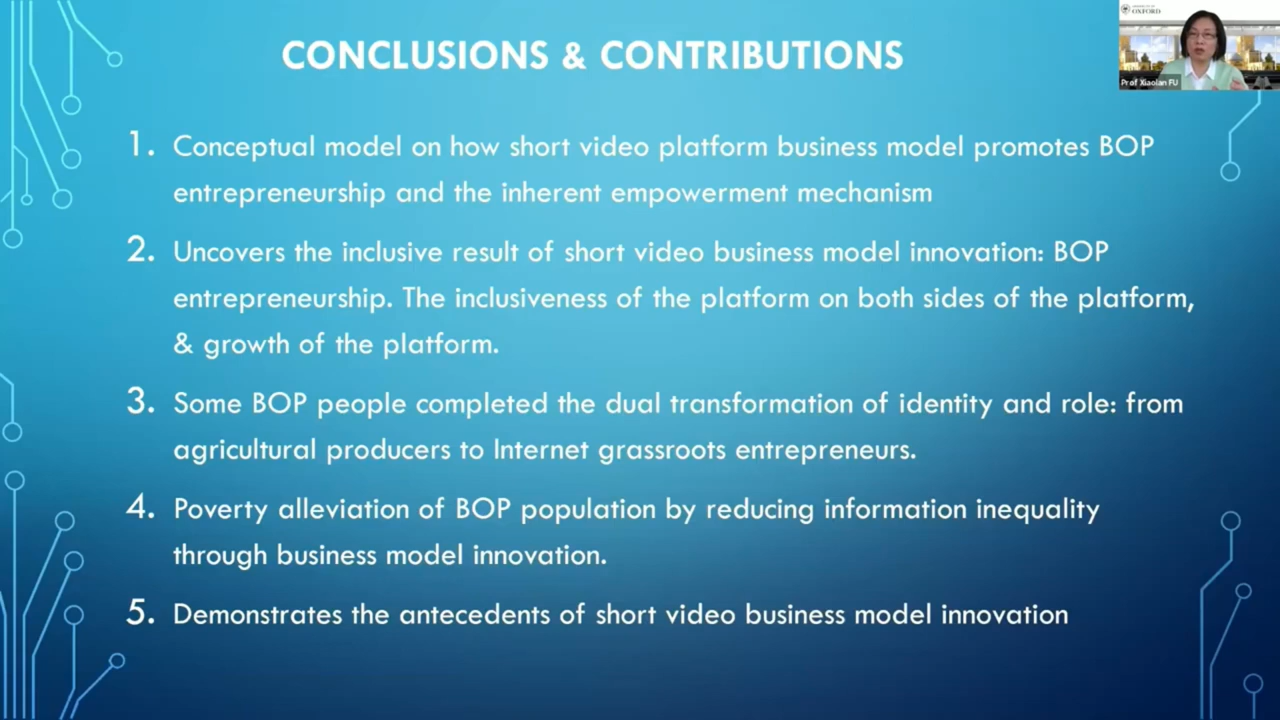 CONCLUSIONS & CONTRIBUTIONS
OXFORD
Prof Xiaolan FU
1. Conceptual model on how short video platform business model promotes BOP
entrepreneurship and the inherent empowerment mechanism
2. Uncovers the inclusive result of short video business model innovation: BOP
entrepreneurship. The inclusiveness of the platform on both sides of the platform,
& growth of the platform.
3. Some BOP people completed the dual transformation of identity and role: from
agricultural producers to Internet grassroots entrepreneurs.
4. Poverty alleviation of BOP population by reducing information inequality
through business model innovation.
5. Demonstrates the antecedents of short video business model innovation